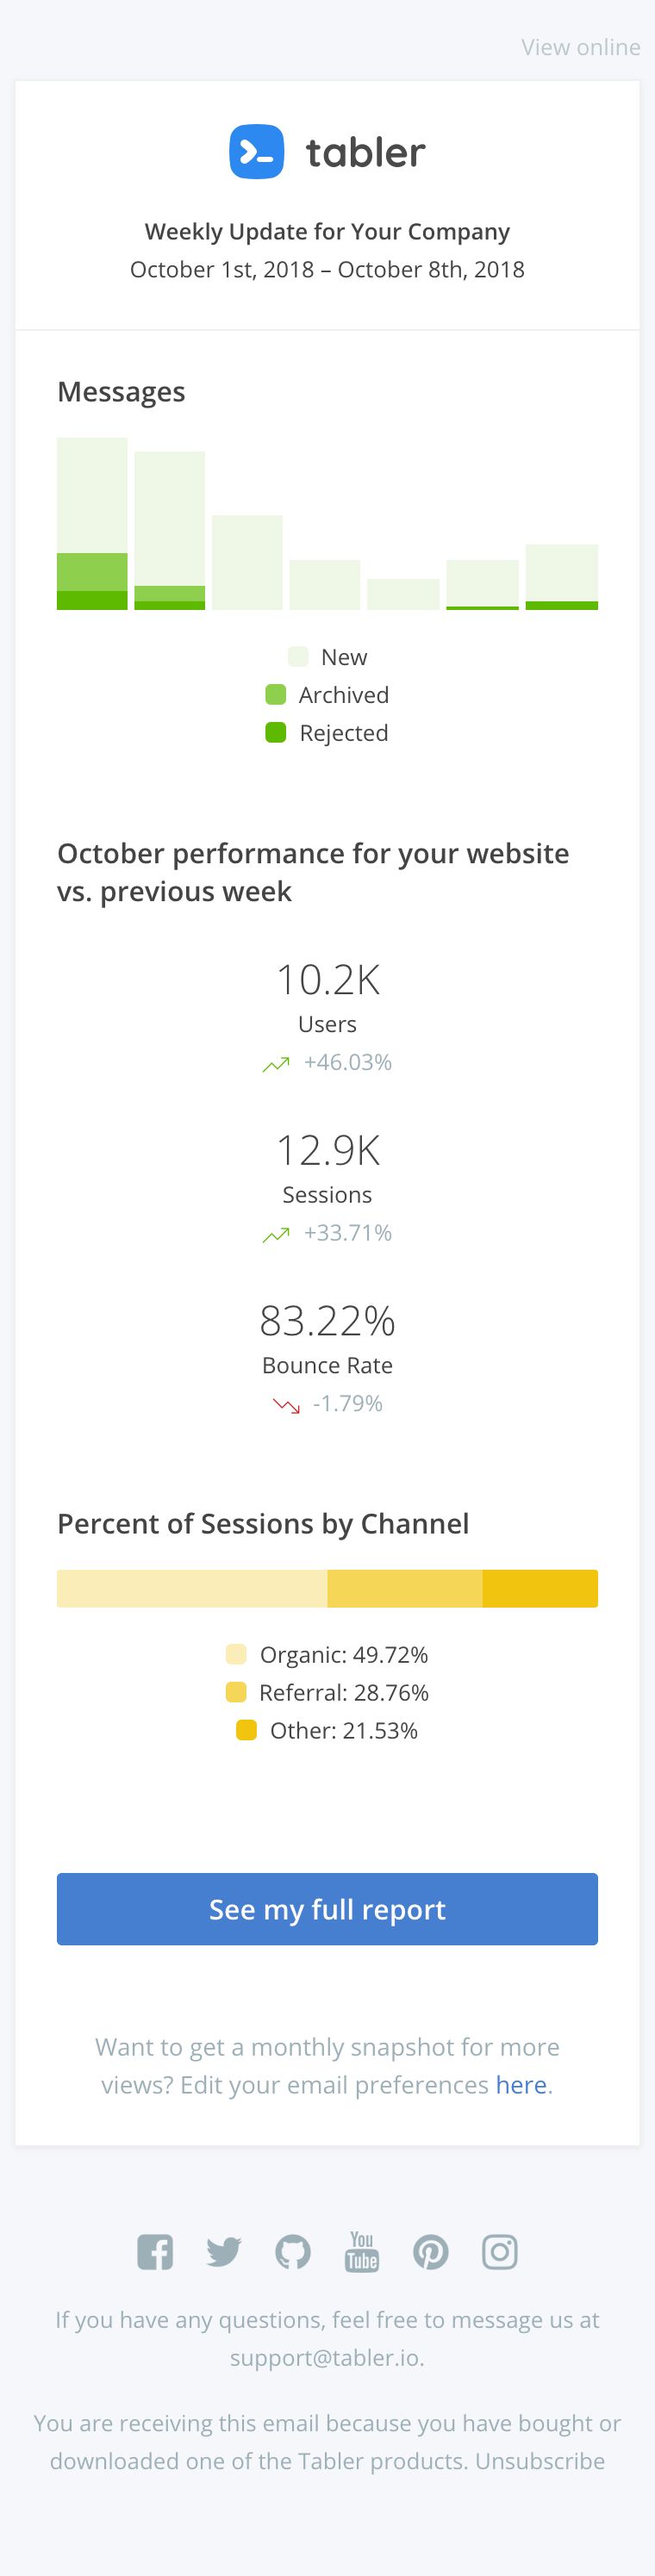 View online
tabler
Weekly Update for Your Company
October 1st, 2018 – October 8th, 2018
Messages
New
Archived
Rejected
October performance for your website
vs. previous week
10.2K
Users
+46.03%
12.9K
Sessions
+33.71%
83.22%
Bounce Rate
-1.79%
Percent of Sessions by Channel
Organic: 49.72%
Referral: 28.76%
Other: 21.53%
See my full report
Want to get a monthly snapshot for more
views? Edit your email preferences here.
You
Tube
If you have any questions, feel free to message us at
support@tabler.io.
You are receiving this email because you have bought or
downloaded one of the Tabler products. Unsubscribe